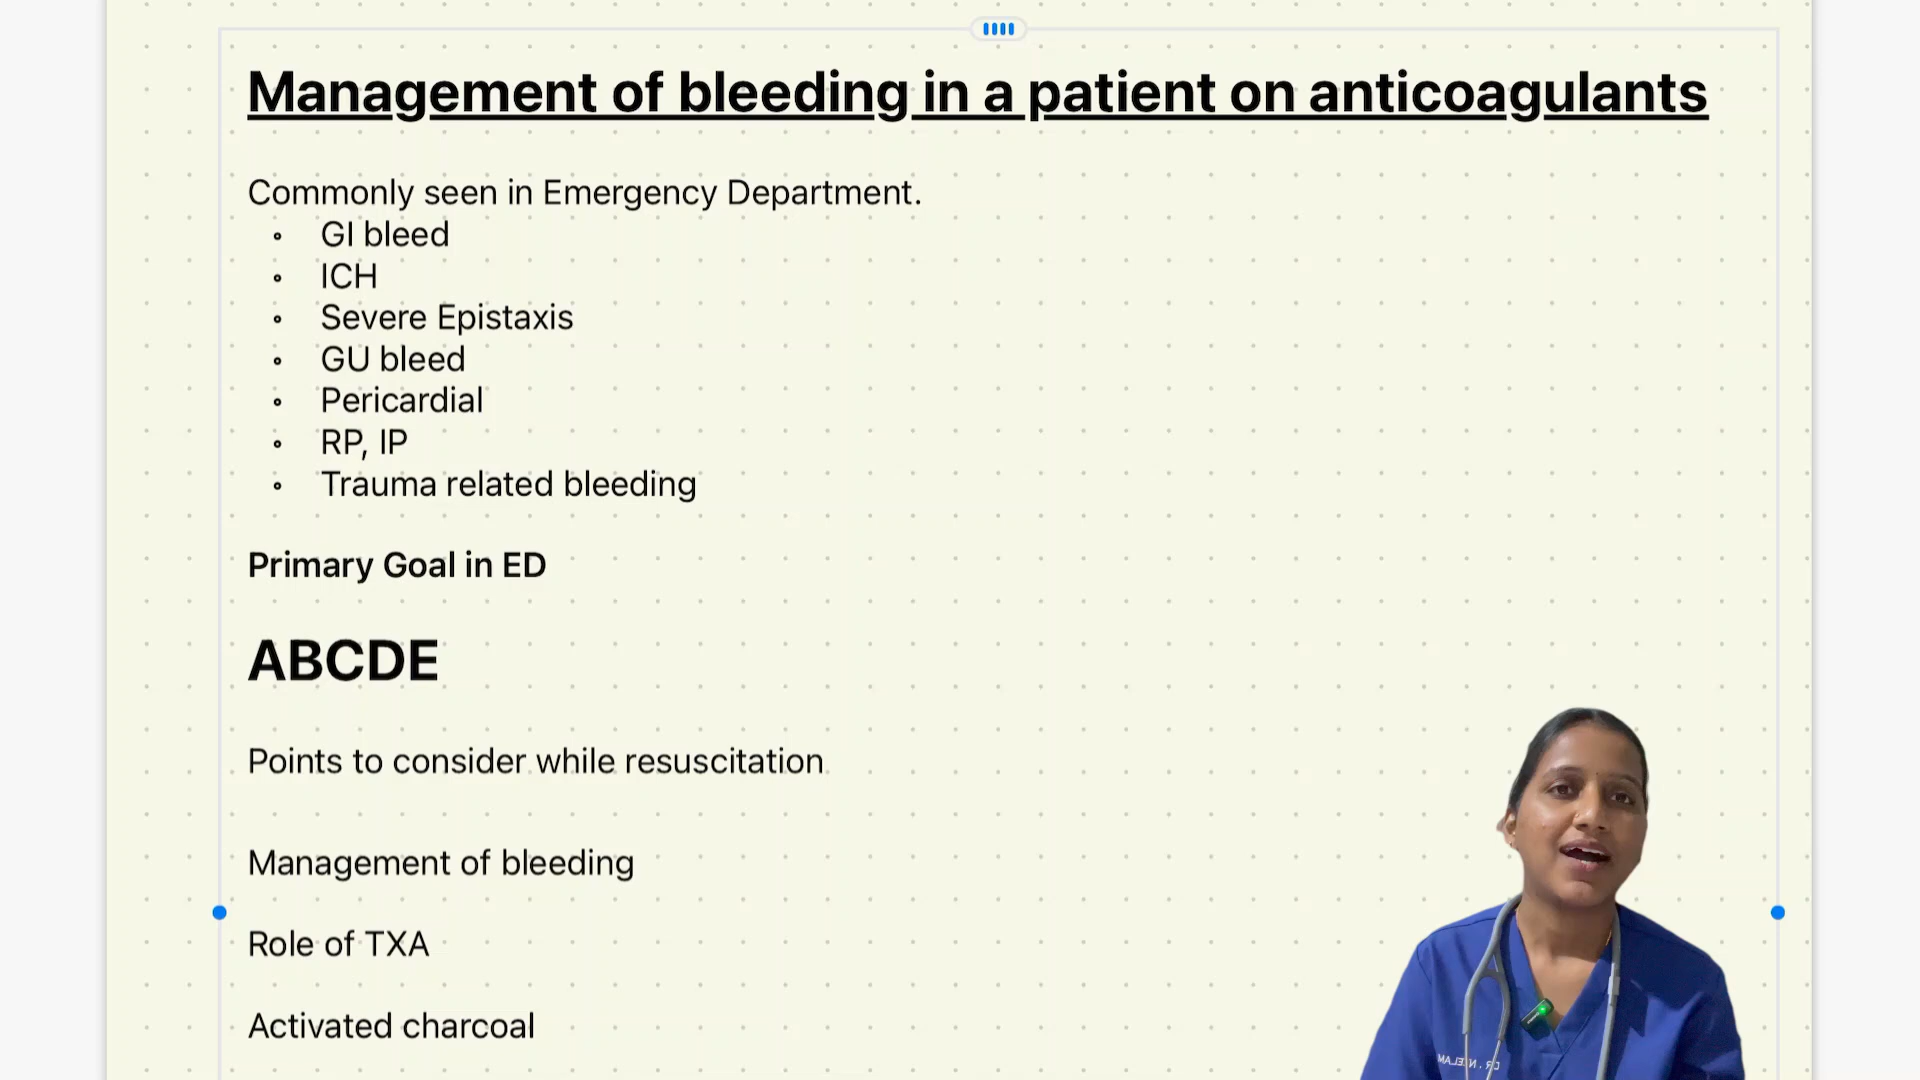 Management of bleeding in a patient on anticoagulants
Commonly seen in Emergency Department.
GI bleed
ICH
Severe Epistaxis
GU bleed
Pericardial
RP, IP
Trauma related bleeding
Primary Goal in ED
ABCDE
Points to consider while resuscitation
Management of bleeding
Role of TXA
Activated charcoal
DR. NEELAM